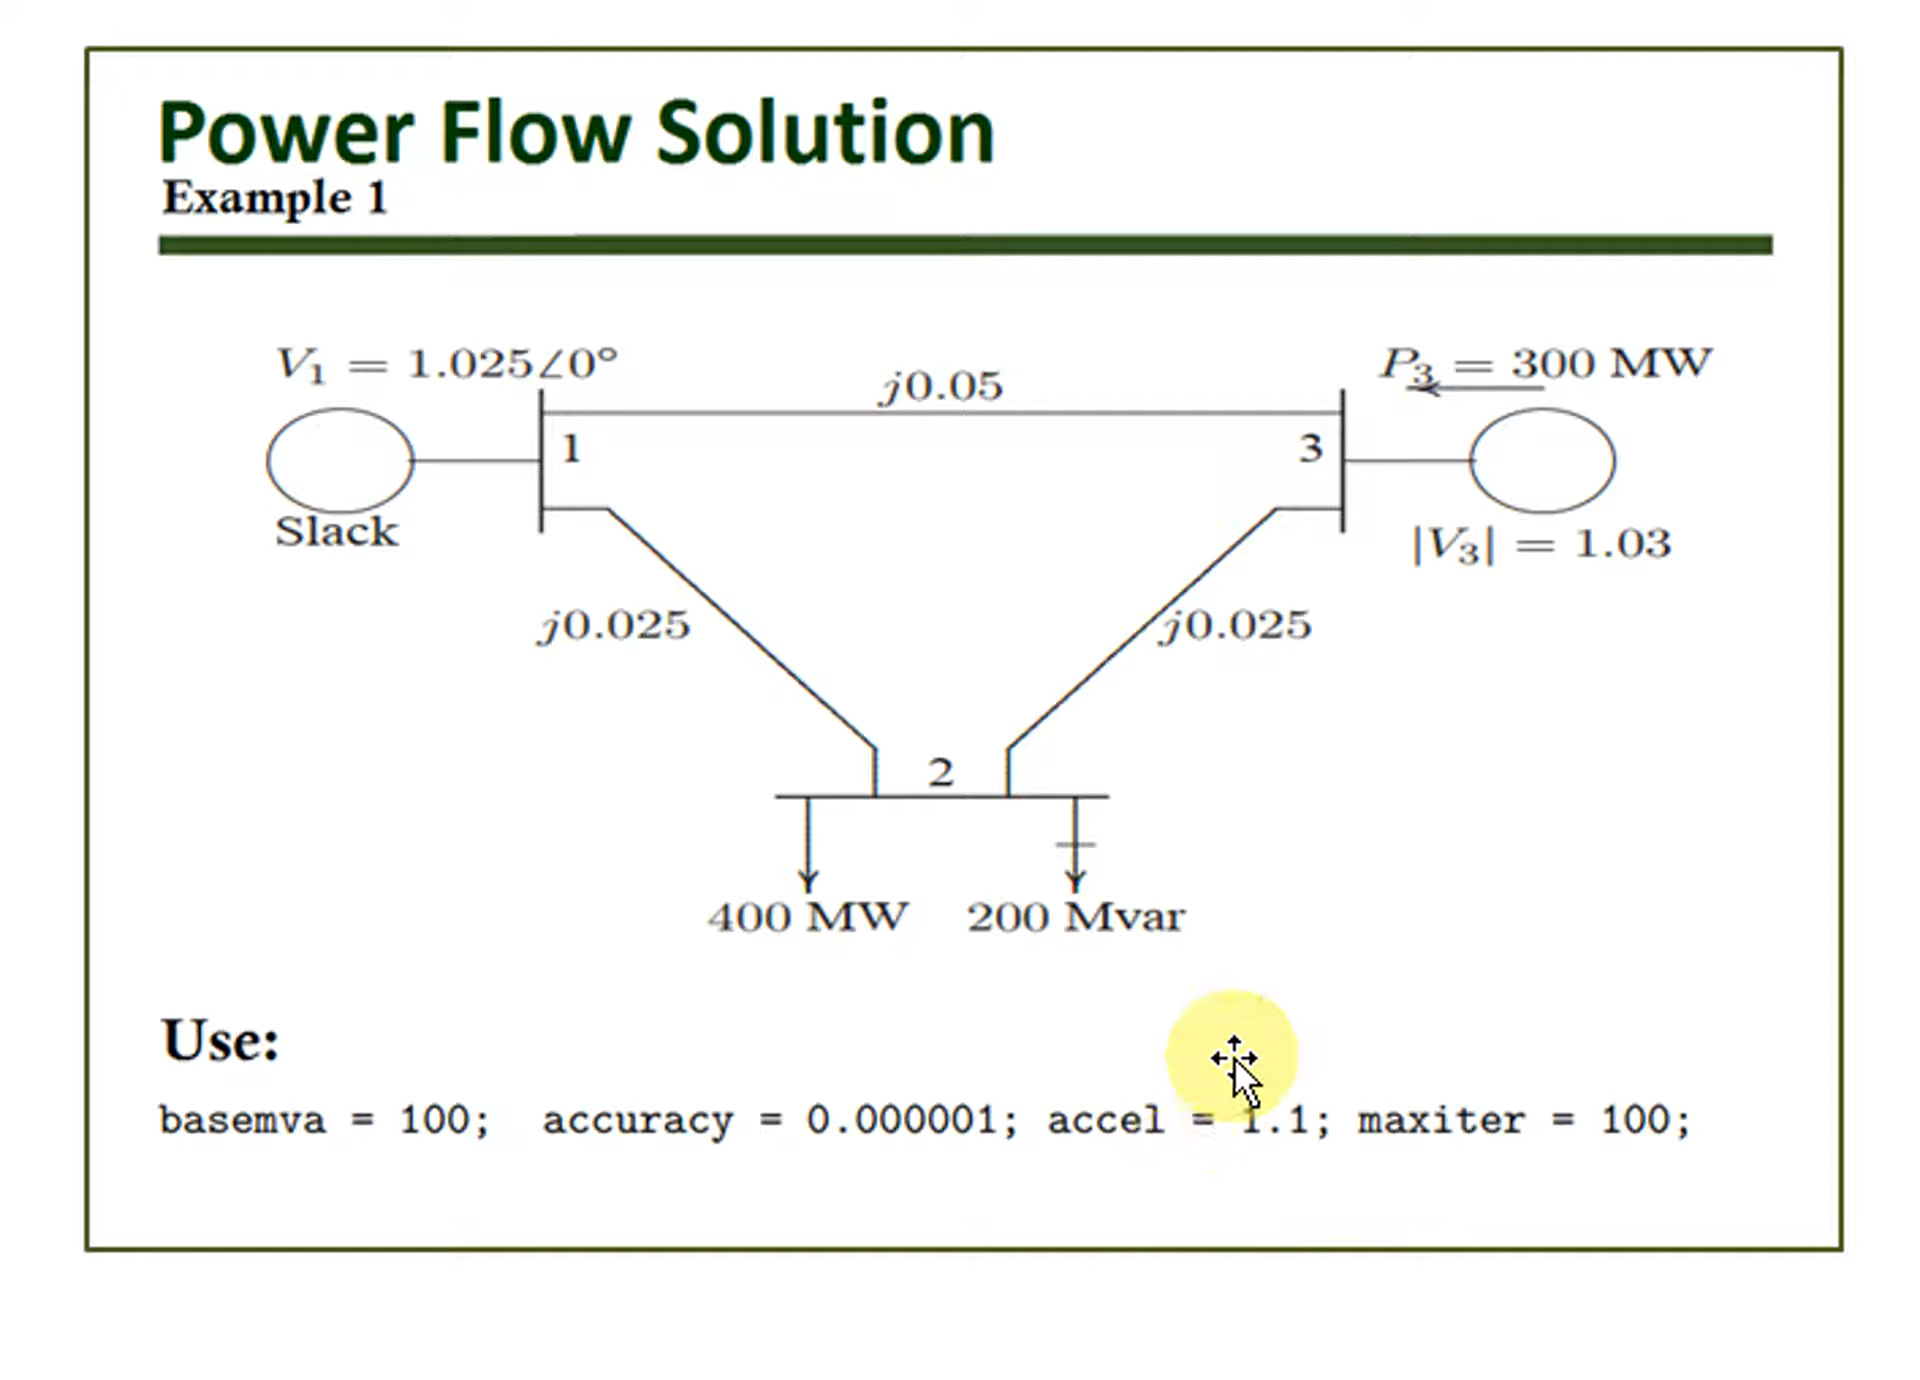 Power Flow Solution
Example 1
V₁ = 1.025∠0°
j0.05
P₃ = 300 MW
1
3
Slack
|V₃| = 1.03
j0.025
j0.025
2
400 MW
200 Mvar
Use:
basemva = 100; accuracy = 0.000001; accel = 1.1; maxiter = 100;